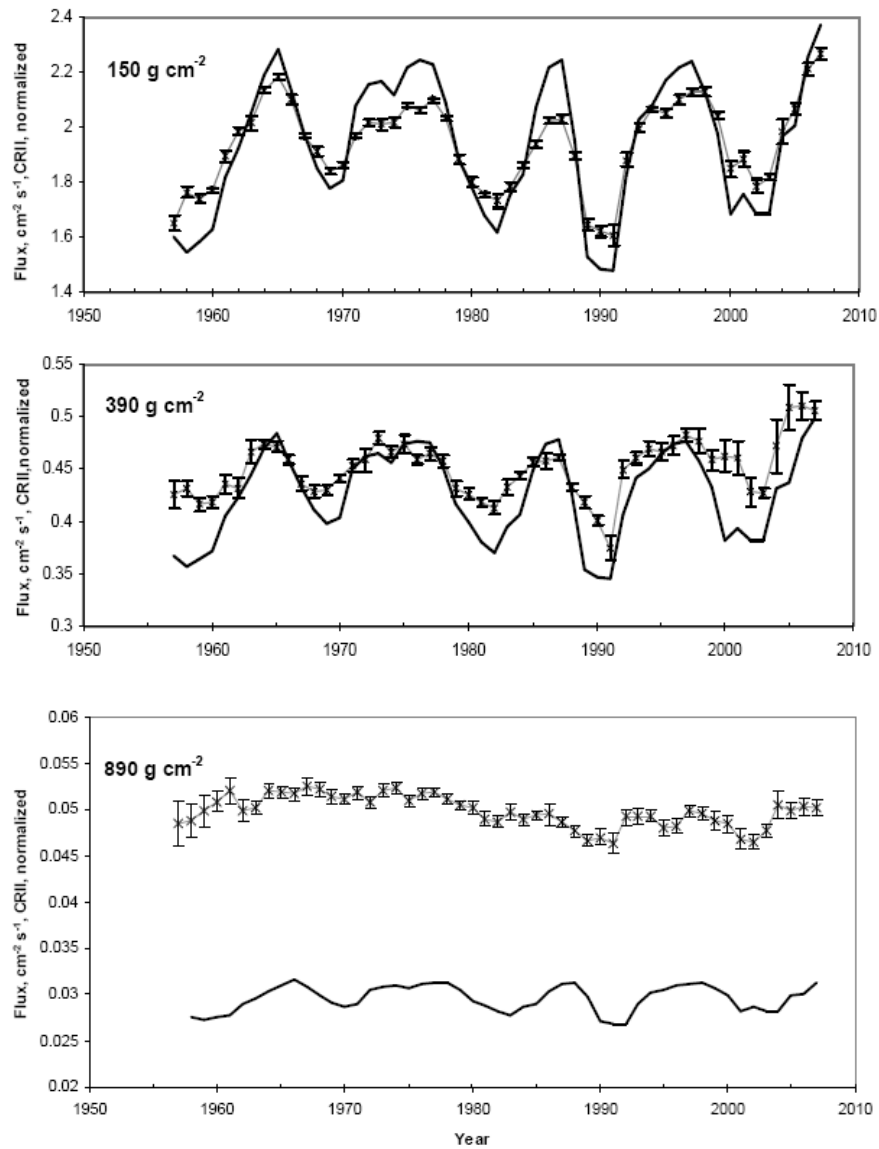 Flux, cm-2 s-1, CRII, normalized
2.4
2.2
2
1.8
1.6
1.4
150 g cm-2
1950 1960 1970 1980 1990 2000 2010
Flux, cm-2 s-1, CRII,normalized
0.55
0.5
0.45
0.4
0.35
0.3
390 g cm-2
1950 1960 1970 1980 1990 2000 2010
Flux, cm-2 s-1, CRII, normalized
0.06
0.055
0.05
0.045
0.04
0.035
0.03
0.025
0.02
890 g cm-2
1950 1960 1970 1980 1990 2000 2010
Year